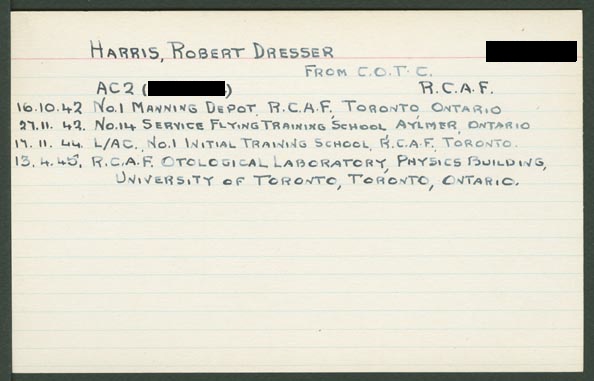 HARRIS, ROBERT DRESSER
FROM C.O.T.C.
AC2 ( ) R.C.A.F.
16.10.42 No.1 MANNING DEPOT, R.C.A.F., TORONTO, ONTARIO
27.11.42. No.14 SERVICE FLYING TRAINING SCHOOL AYLMER, ONTARIO
17.11.44. L/AC., No.1 INITIAL TRAINING SCHOOL, R.C.A.F. TORONTO.
13.4.45. R.C.A.F. OTOLOGICAL LABORATORY, PHYSICS BUILDING,
UNIVERSITY OF TORONTO, TORONTO, ONTARIO.